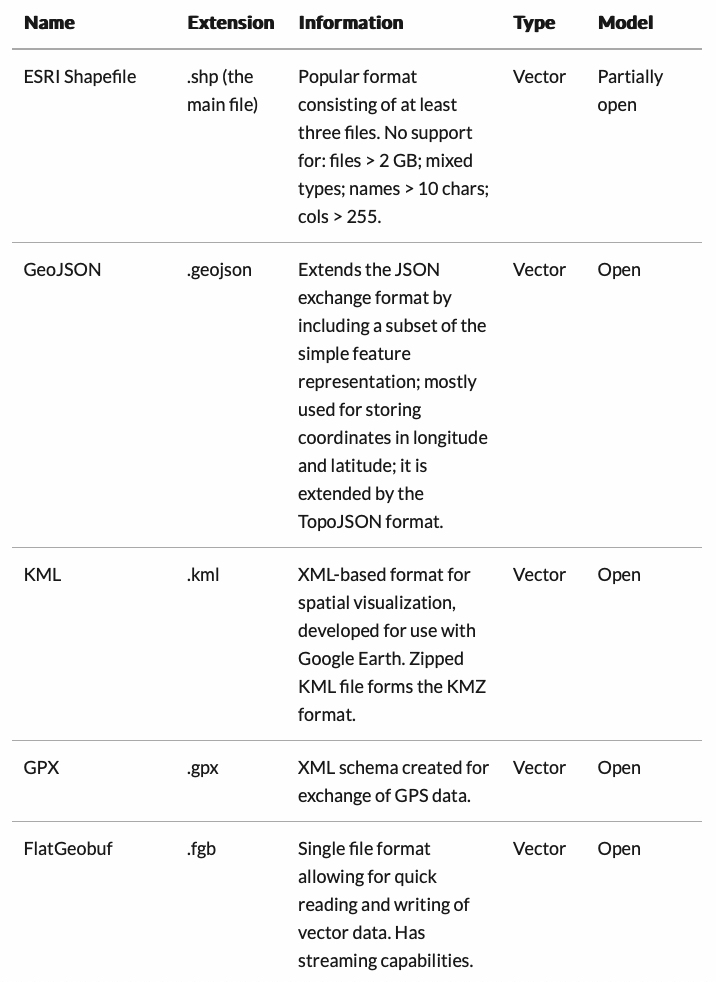 Name Extension Information Type Model
ESRI Shapefile .shp (the Popular format Vector Partially
main file) consisting of at least open
three files. No support
for: files > 2 GB; mixed
types; names > 10 chars;
cols > 255.
GeoJSON .geojson Extends the JSON Vector Open
exchange format by
including a subset of the
simple feature
representation; mostly
used for storing
coordinates in longitude
and latitude; it is
extended by the
TopoJSON format.
KML .kml XML-based format for Vector Open
spatial visualization,
developed for use with
Google Earth. Zipped
KML file forms the KMZ
format.
GPX .gpx XML schema created for Vector Open
exchange of GPS data.
FlatGeobuf .fgb Single file format Vector Open
allowing for quick
reading and writing of
vector data. Has
streaming capabilities.